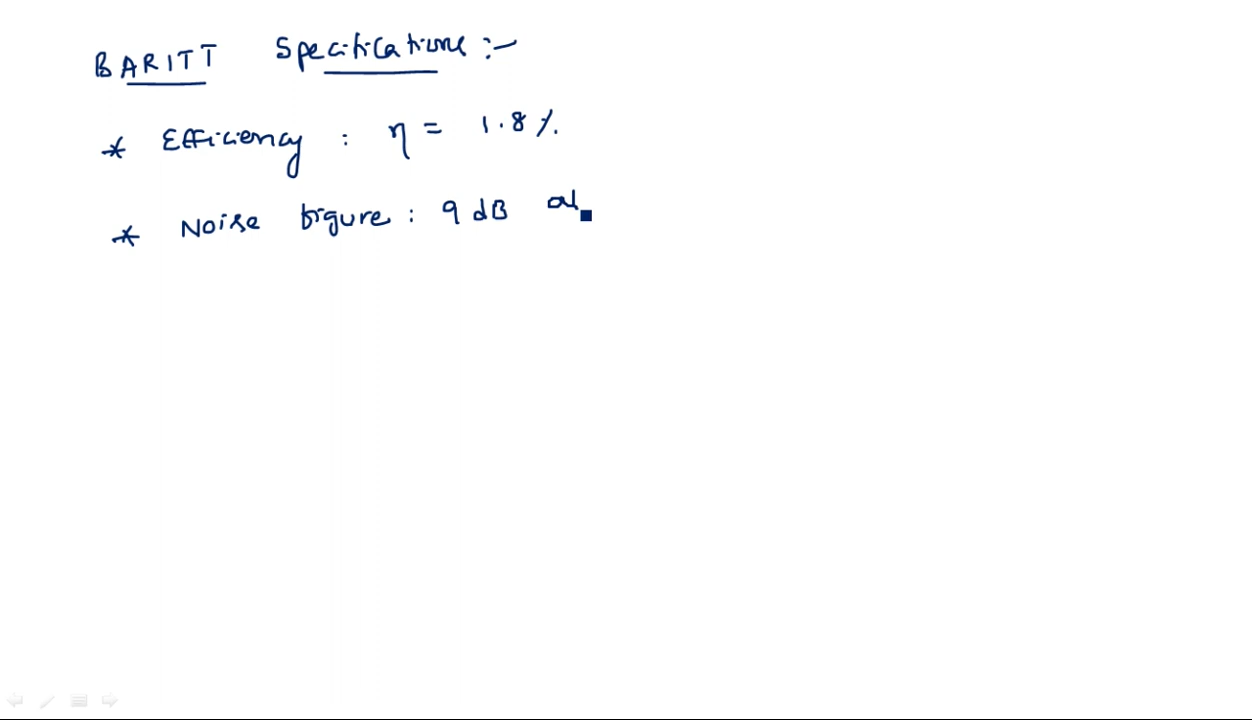 BARITT Specifications :-
* Efficiency : η = 1.8 %.
* Noise figure : 9 dB at